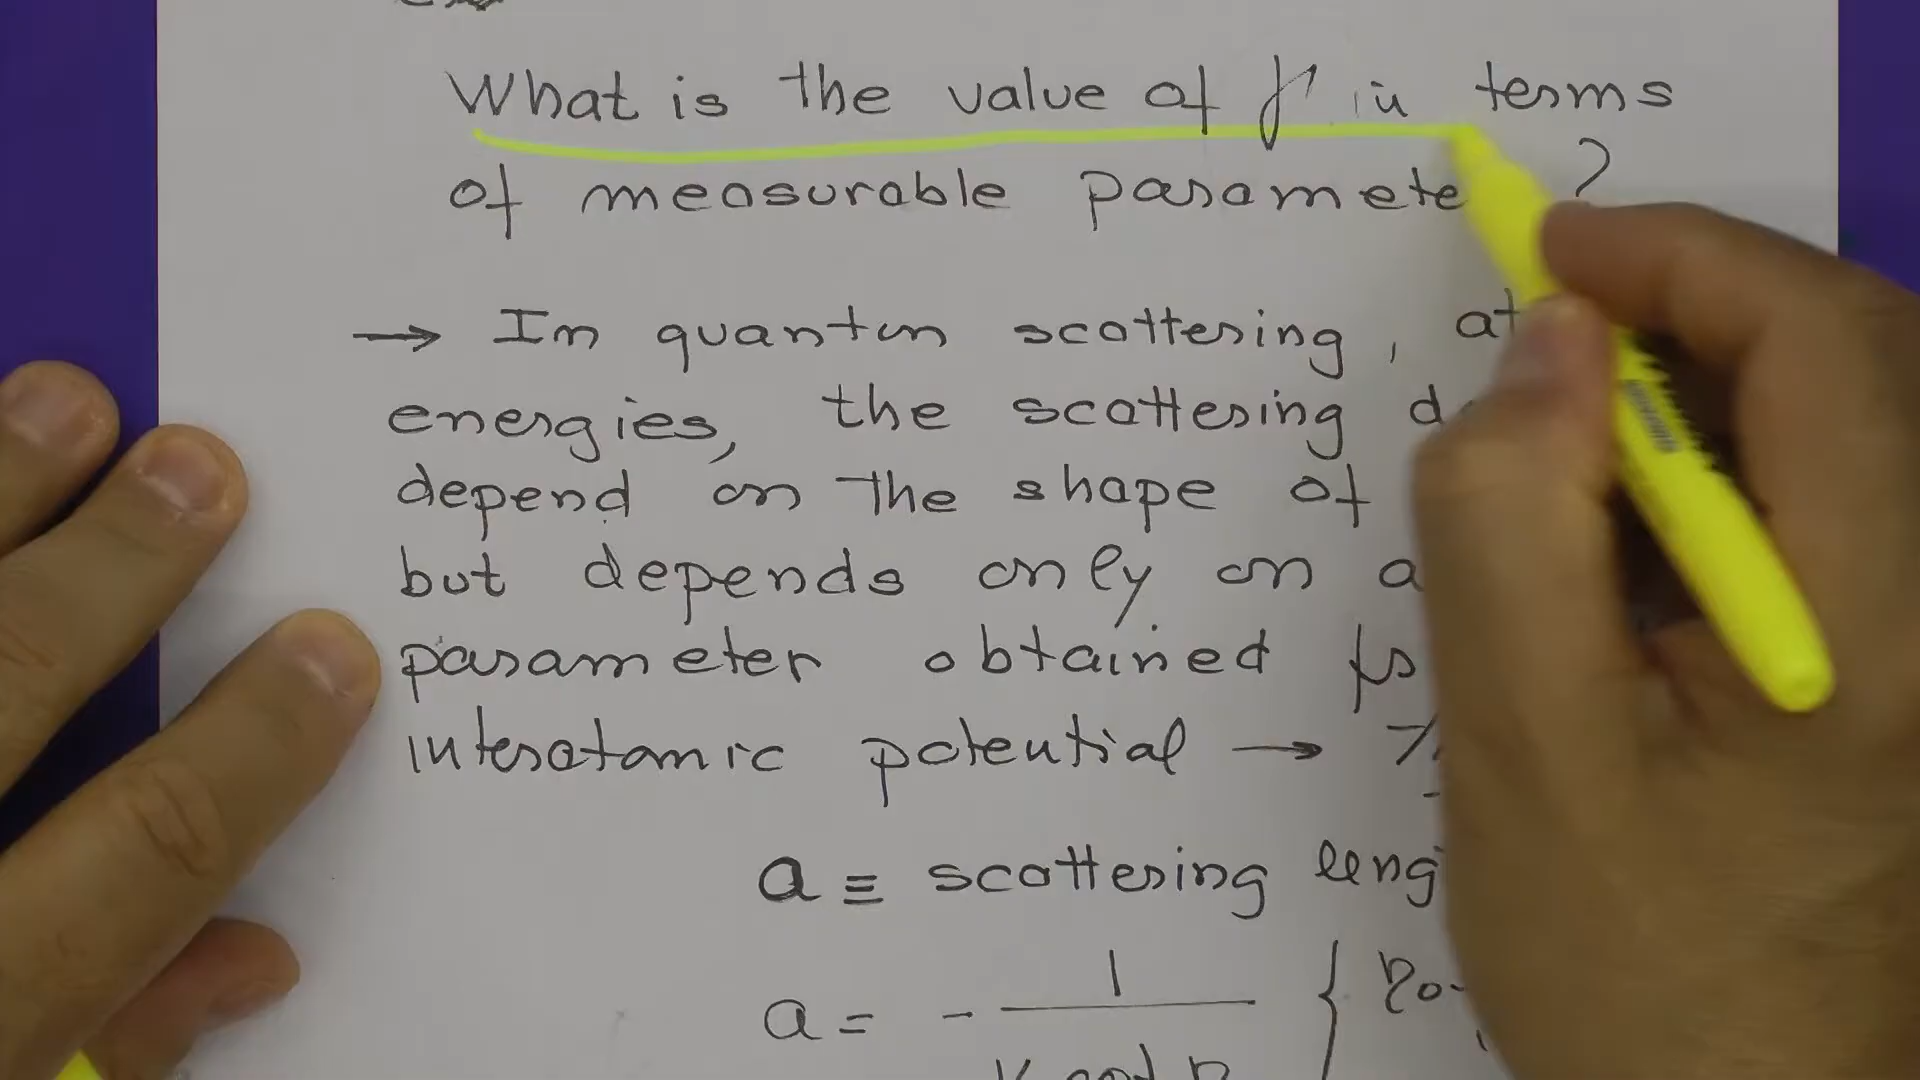 What is the value of in terms
of measurable paramete ?
→ In quantum scattering, at
energies, the scattering
depend on the shape of
but depends only on a
parameter obtained
interatomic potential →
a ≡ scattering leng
a = - 1